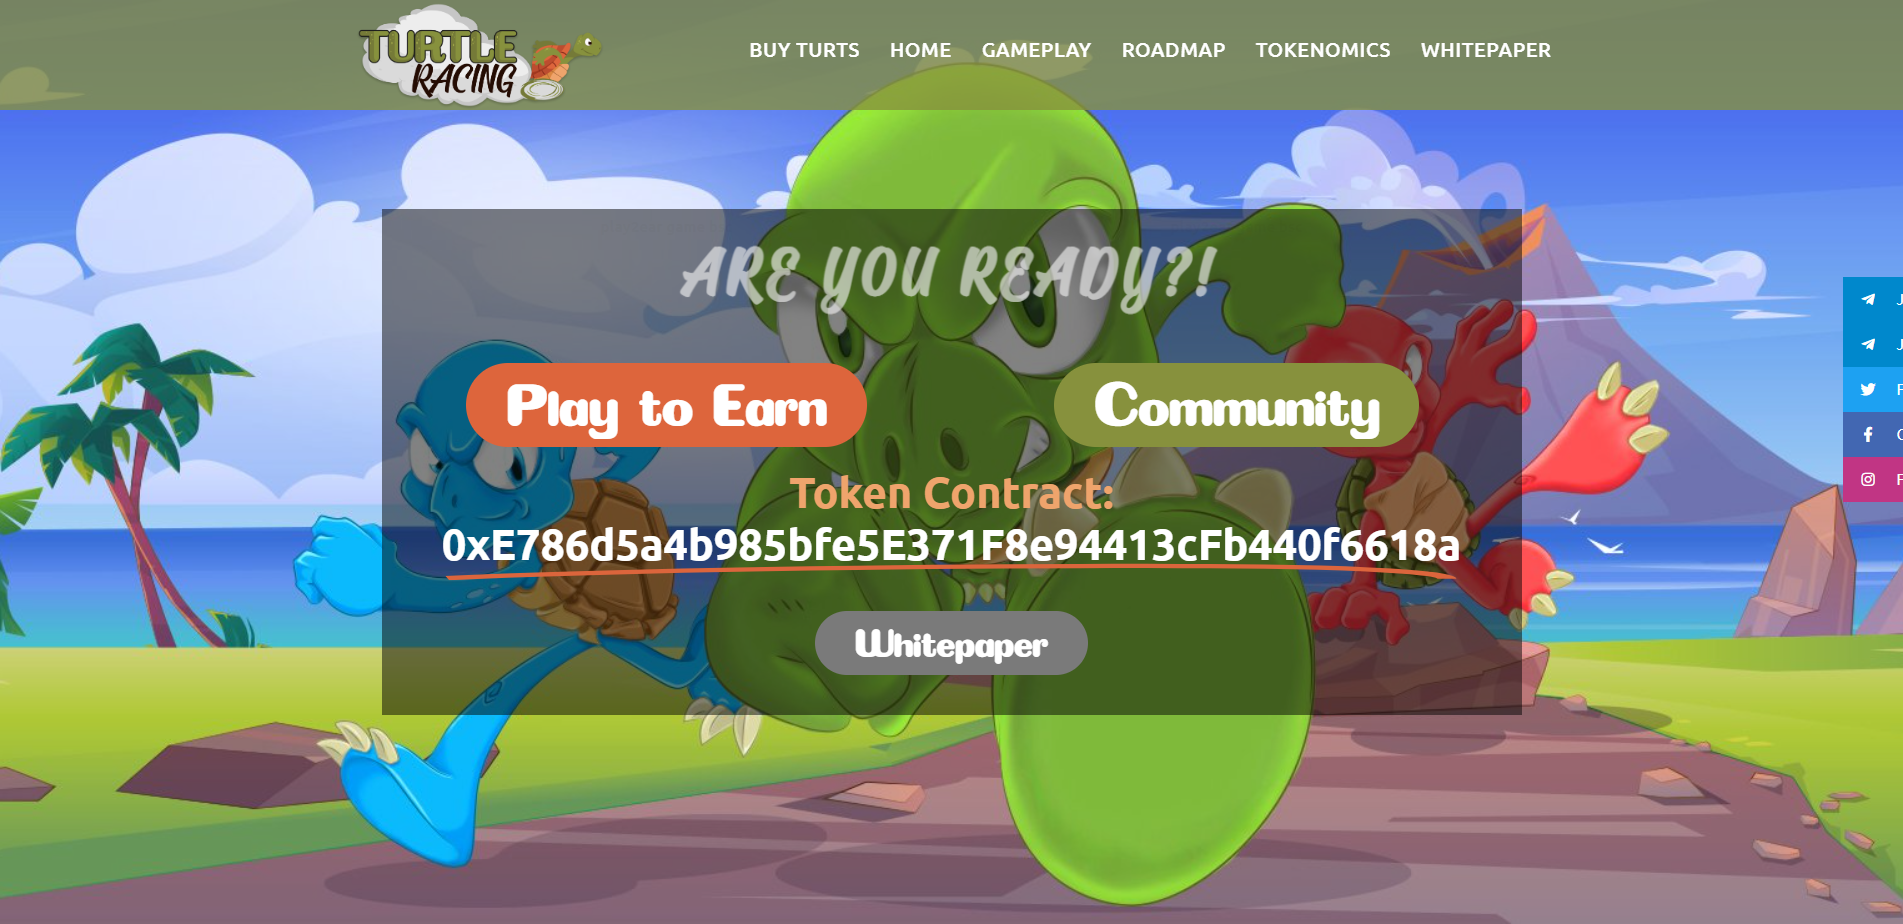 TURTLE
RACING
BUY TURTS
HOME
GAMEPLAY
ROADMAP
TOKENOMICS
WHITEPAPER
ARE YOU READY?!
Play to Earn
Community
Token Contract:
0xE786d5a4b985bfe5E371F8e94413cFb440f6618a
Whitepaper